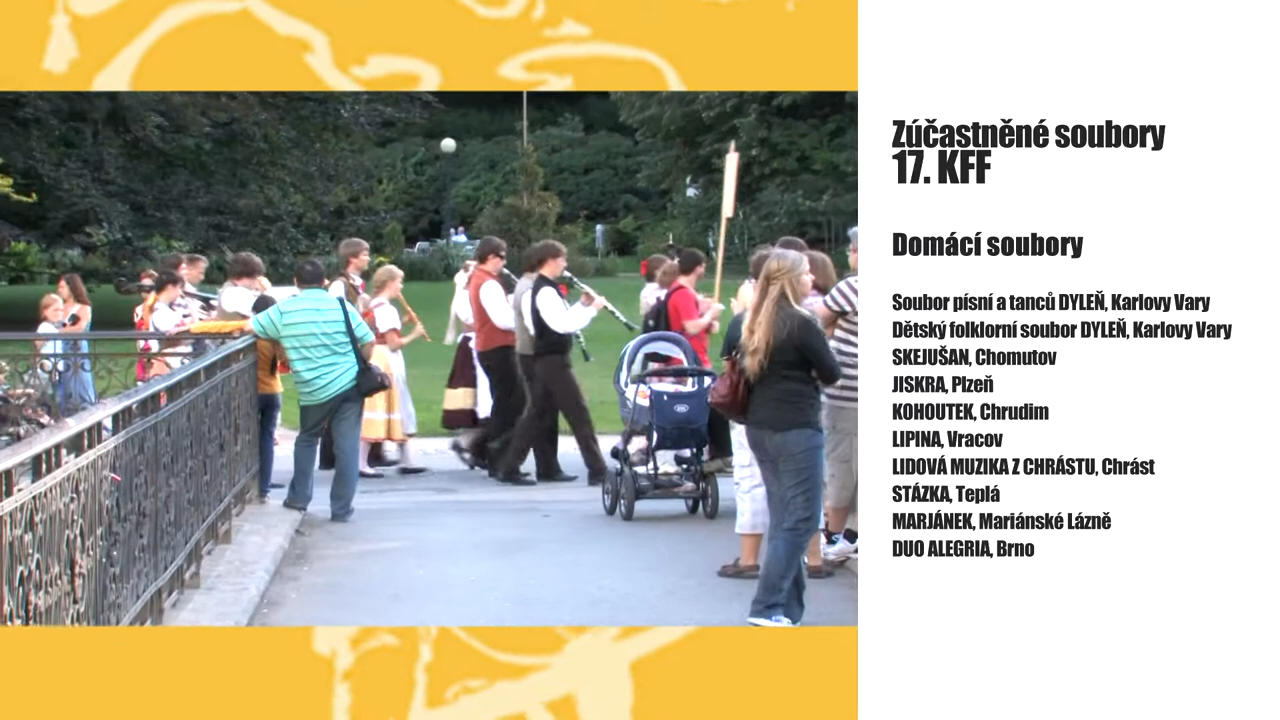 Zúčastněné soubory
17. KFF
Domácí soubory
Soubor písní a tanců DYLEŇ, Karlovy Vary
Dětský folklorní soubor DYLEŇ, Karlovy Vary
SKEJUŠAN, Chomutov
JISKRA, Plzeň
KOHOUTEK, Chrudim
LIPINA, Vracov
LIDOVÁ MUZIKA Z CHRÁSTU, Chrást
STÁZKA, Teplá
MARJÁNEK, Mariánské Lázně
DUO ALEGRIA, Brno